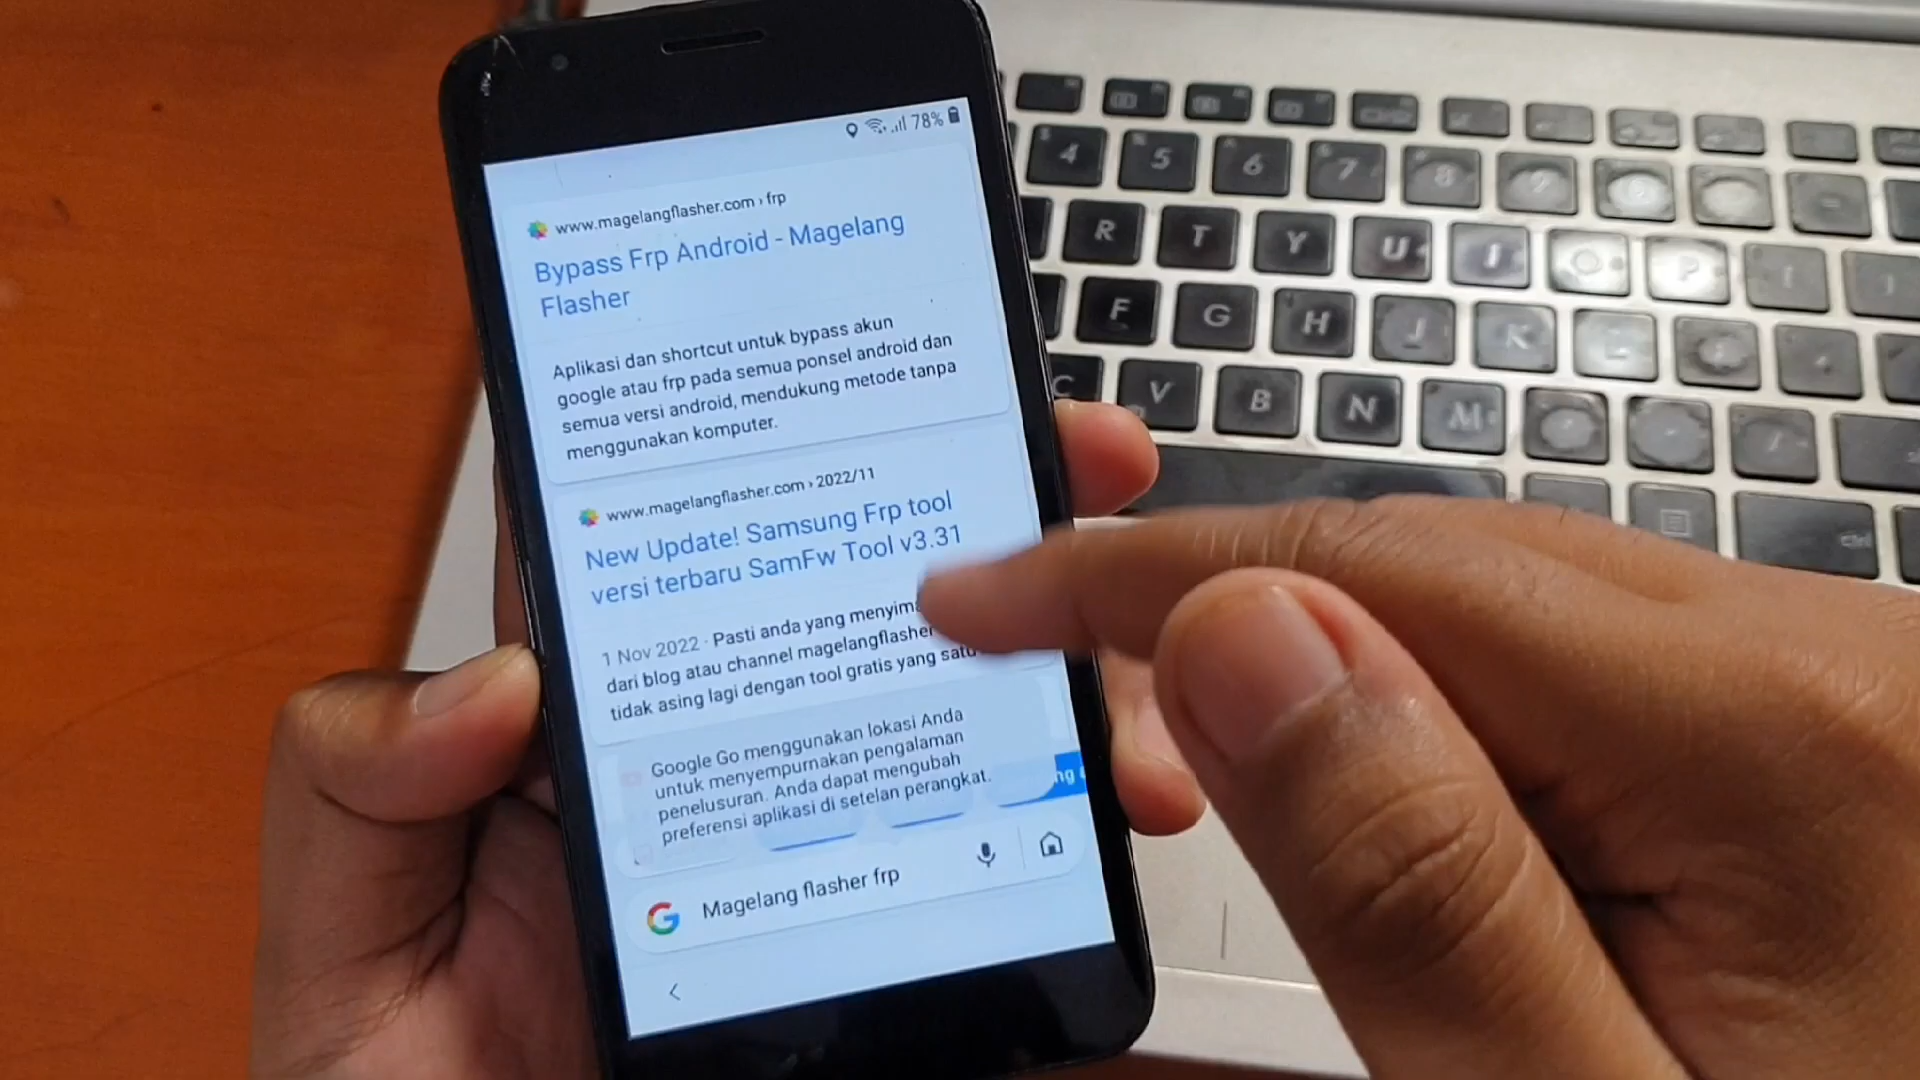 78%
www.magelangflasher.com › frp
Bypass Frp Android - Magelang
Flasher
Aplikasi dan shortcut untuk bypass akun
google atau frp pada semua ponsel android dan
semua versi android, mendukung metode tanpa
menggunakan komputer.
www.magelangflasher.com › 2022/11
New Update! Samsung Frp tool
versi terbaru SamFw Tool v3.31
1 Nov 2022 · Pasti anda yang
dari blog atau channel magelangflasher
tidak asing lagi dengan tool gratis yang satu
Google Go menggunakan lokasi Anda
untuk menyempurnakan pengalaman
penelusuran. Anda dapat mengubah
preferensi aplikasi di setelan perangkat.
Magelang flasher frp
4 5 6 7 8 9
R T Y U I O P
F G H J K L
C V B N M
Ctrl